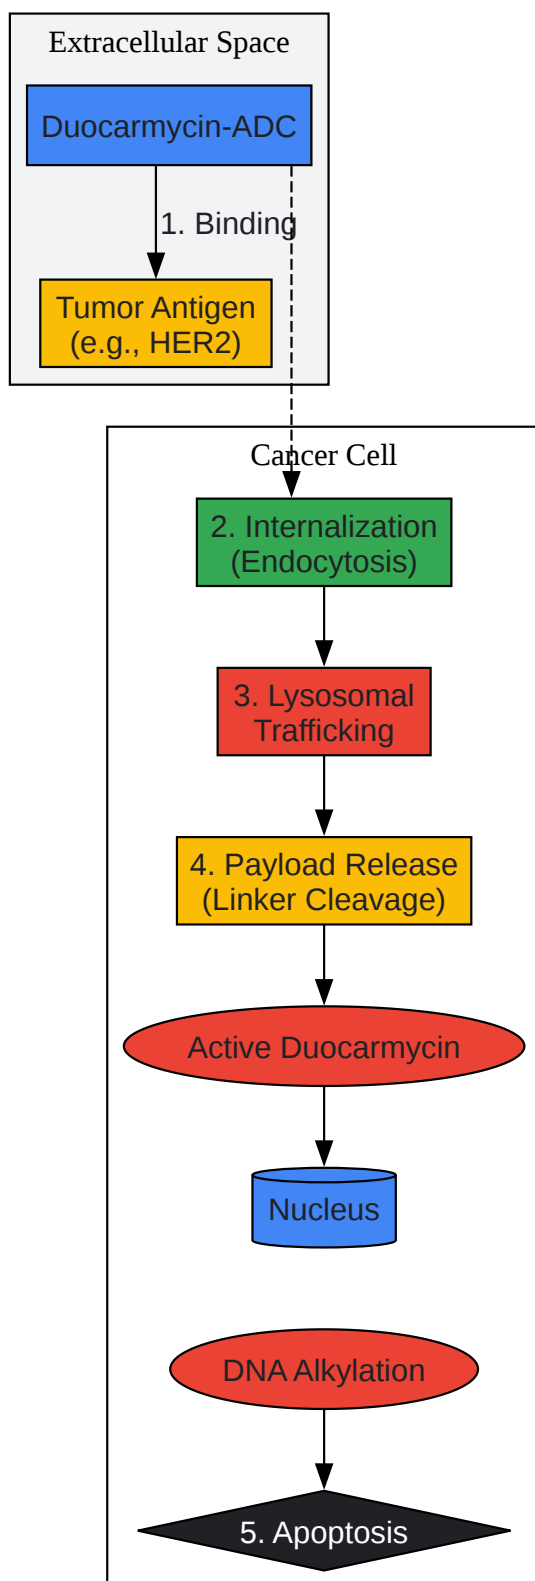 Extracellular Space
Duocarmycin-ADC
1. Binding
Tumor Antigen
(e.g., HER2)
Cancer Cell
2. Internalization
(Endocytosis)
3. Lysosomal
Trafficking
4. Payload Release
(Linker Cleavage)
Active Duocarmycin
Nucleus
DNA Alkylation
5. Apoptosis